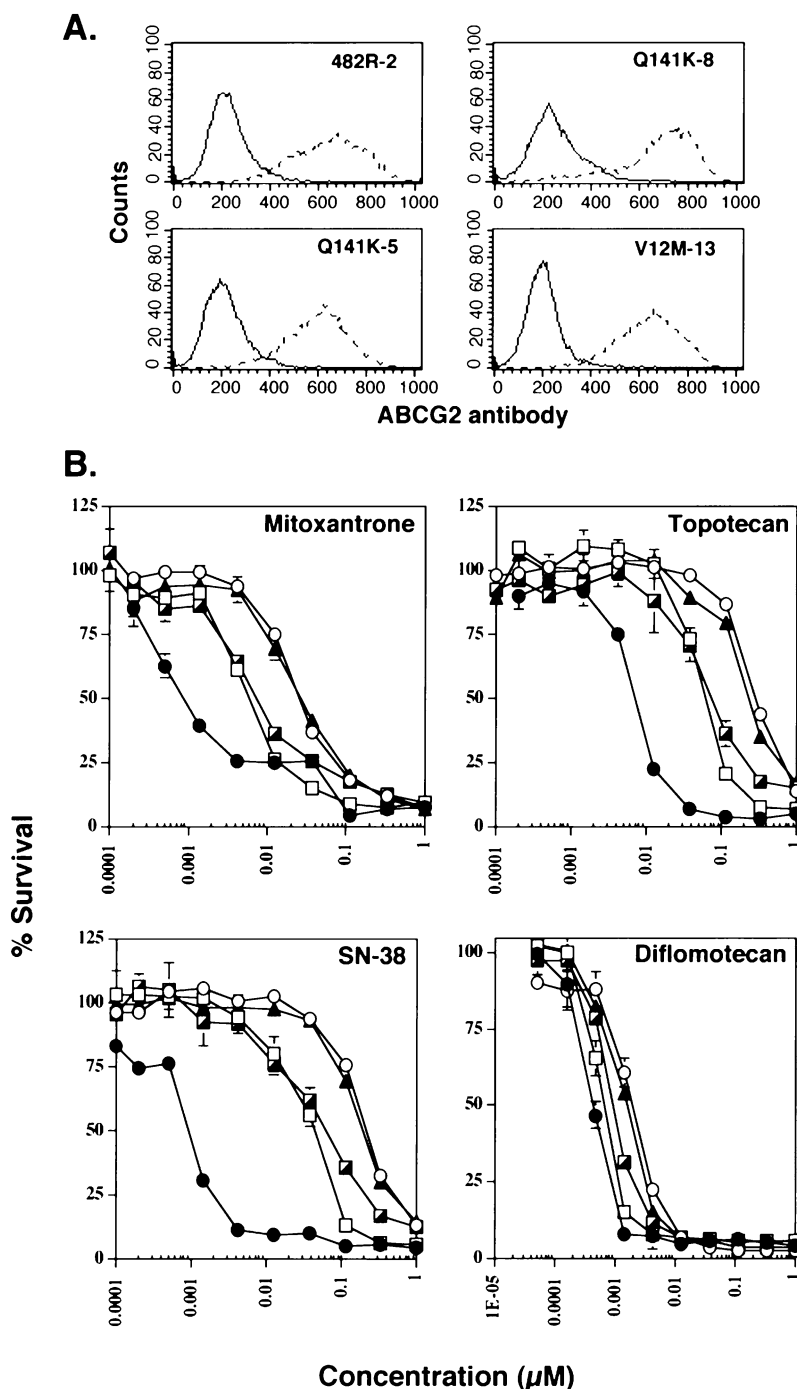 A.
482R-2
Q141K-8
0 20 40 60 80 100
0 20 40 60 80 100
0 200 400 600 800 1000
0 200 400 600 800 1000
Counts
Q141K-5
V12M-13
0 20 40 60 80 100
0 20 40 60 80 100
0 200 400 600 800 1000
0 200 400 600 800 1000
ABCG2 antibody
B.
Mitoxantrone
125
100
75
50
25
0
0.0001 0.001 0.01 0.1 1
Topotecan
125
100
75
50
25
0
0.0001 0.001 0.01 0.1 1
% Survival
SN-38
125
100
75
50
25
0
0.0001 0.001 0.01 0.1 1
Diflomotecan
100
75
50
25
0
1E-05 0.0001 0.001 0.01 0.1 1
Concentration (µM)